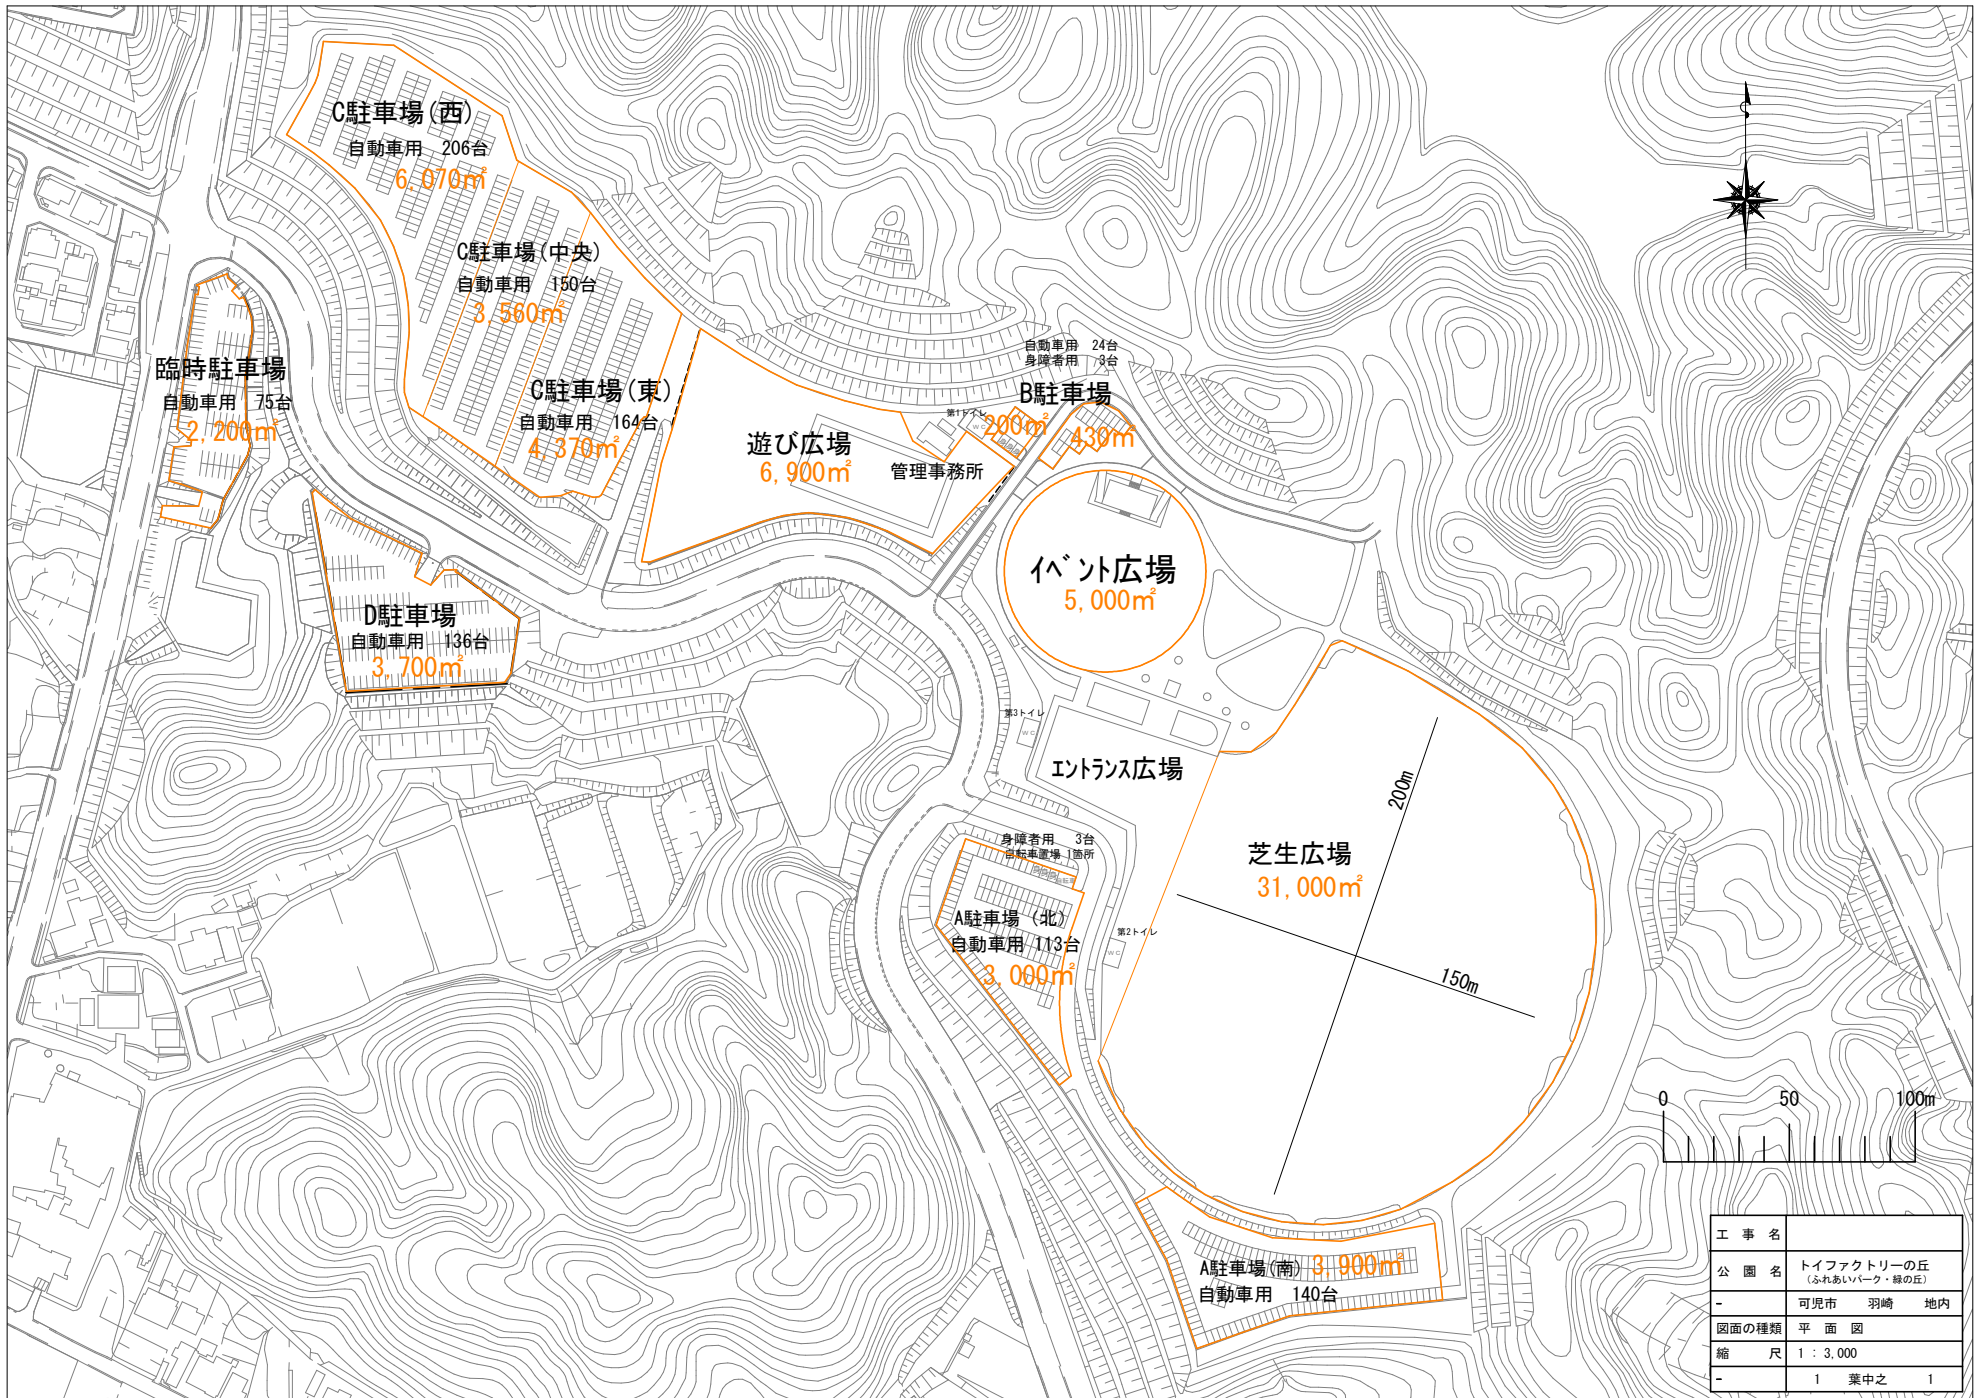 C駐車場(西)
自動車用 206台
6,070㎡
C駐車場(中央)
自動車用 150台
3,560㎡
C駐車場(東)
自動車用 164台
4,370㎡
臨時駐車場
自動車用 75台
2,200㎡
D駐車場
自動車用 136台
3,700㎡
遊び広場
6,900㎡
管理事務所
第1トイレ
WC
自動車用 24台
身障者用 3台
B駐車場
200㎡
430㎡
イベント広場
5,000㎡
第3トイレ
WC
エントランス広場
身障者用 3台
自転車置場 1箇所
自転車
A駐車場(北)
自動車用 113台
3,000㎡
第2トイレ
WC
芝生広場
31,000㎡
200m
150m
A駐車場(南) 3,900㎡
自動車用 140台
0 50 100m
工事名
公園名 トイファクトリーの丘
(ふれあいパーク・緑の丘)
- 可児市 羽崎 地内
図面の種類 平面図
縮尺 1:3,000
- 1 葉中之 1